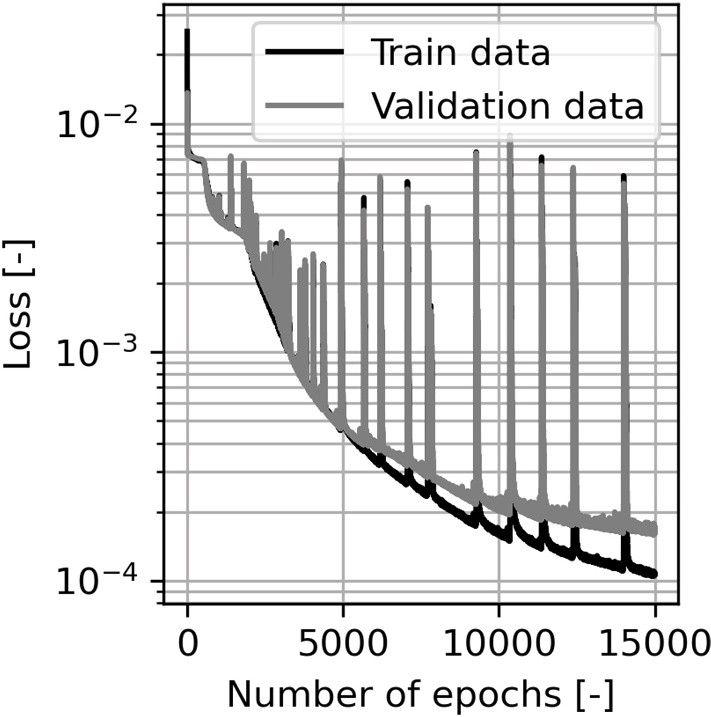 Train data
Validation data
10⁻²
10⁻³
10⁻⁴
Loss [-]
0 5000 10000 15000
Number of epochs [-]